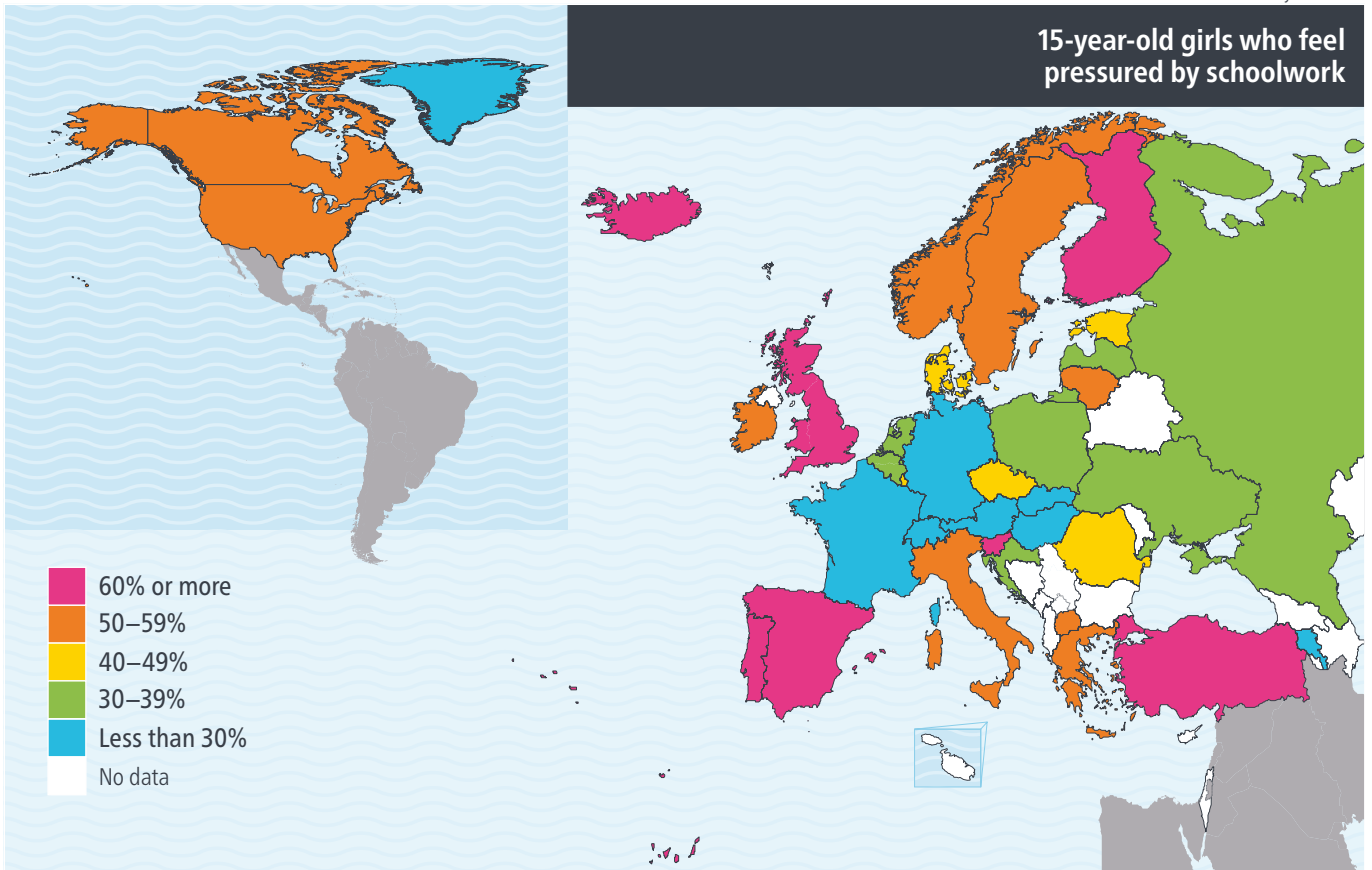 15-year-old girls who feel
pressured by schoolwork
60% or more
50–59%
40–49%
30–39%
Less than 30%
No data